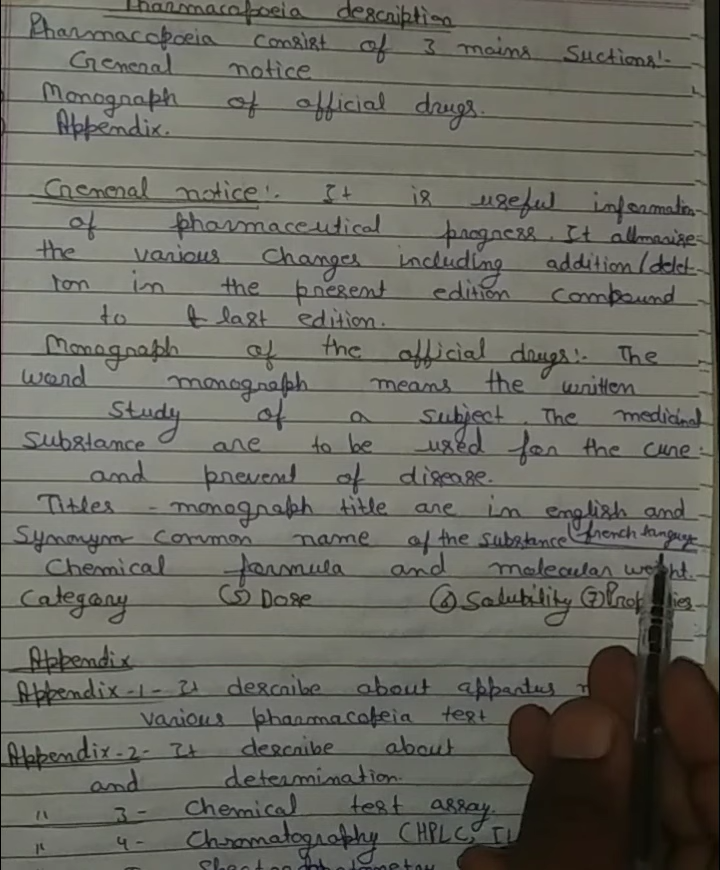 Pharmacopoeia description
Pharmacopoeia consist of 3 mains Suctions:-
General notice
Monograph of official drugs.
Appendix.
General notice:- It is useful information
of pharmaceutical progress. It
the various changes including addition/delet-
ion in the present edition compound
to last edition.
Monograph of the official drugs:- The
word monograph means the written
study of a subject. The medicinal
substance are to be used for the cure
and prevent of disease.
Titles - monograph title are in english and
Synonym common name of the substance french
Chemical formula and molecular weight.
Category (5) Dose (6) Solubility (7)
Appendix
Appendix-1- It describe about
various pharmacopeia test
Appendix-2- It describe about
and determination.
" 3- Chemical test assay.
" 4- Chromatography (HPLC,